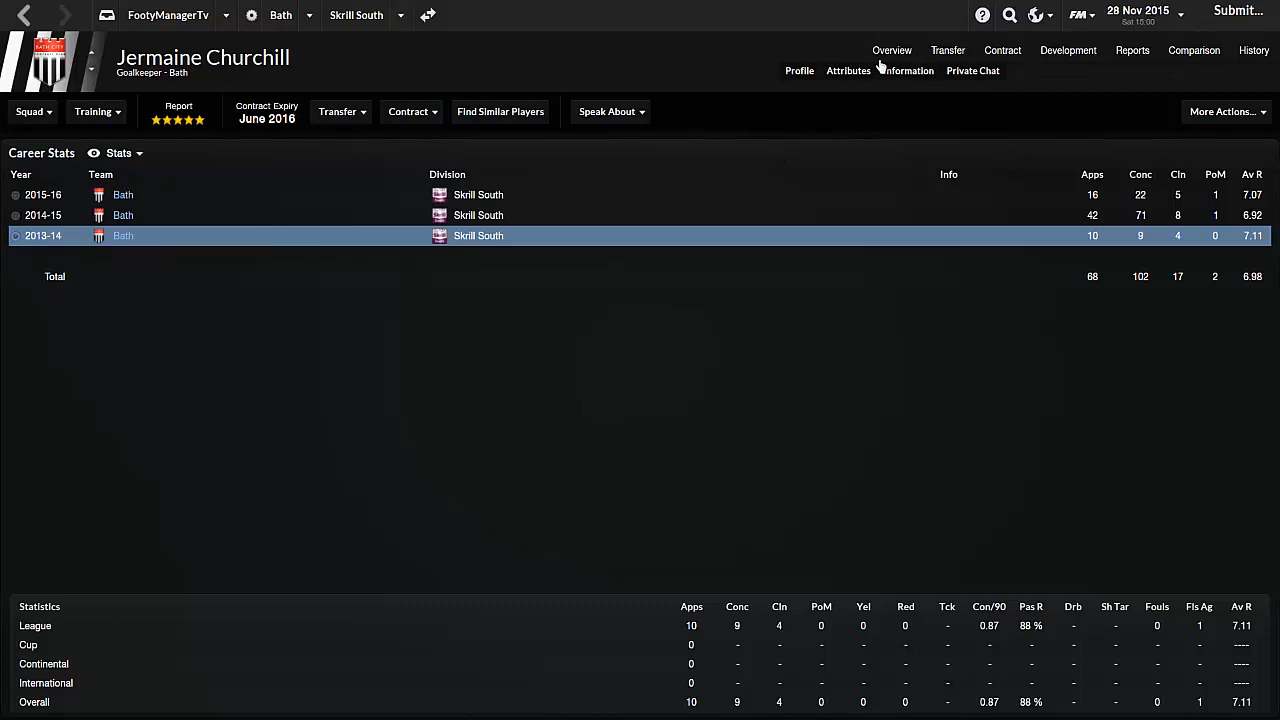 FootyManagerTv Bath Skrill South FM 28 Nov 2015 Submit...
Sat 15:00
Jermaine Churchill
Goalkeeper - Bath
Overview Transfer Contract Development Reports Comparison History
Profile Attributes Information Private Chat
Squad Training Report Contract Expiry June 2016 Transfer Contract Find Similar Players Speak About More Actions...
Career Stats Stats
Year Team Division Info Apps Conc Cln PoM Av R
2015-16 Bath Skrill South 16 22 5 1 7.07
2014-15 Bath Skrill South 42 71 8 1 6.92
2013-14 Bath Skrill South 10 9 4 0 7.11
Total 68 102 17 2 6.98
Statistics Apps Conc Cln PoM Yel Red Tck Con/90 Pas R Drb Sh Tar Fouls Fls Ag Av R
League 10 9 4 0 0 0 - 0.87 88 % - - 0 1 7.11
Cup 0 - - - - - - - - - - - - ----
Continental 0 - - - - - - - - - - - - ----
International 0 - - - - - - - - - - - - ----
Overall 10 9 4 0 0 0 - 0.87 88 % - - 0 1 7.11